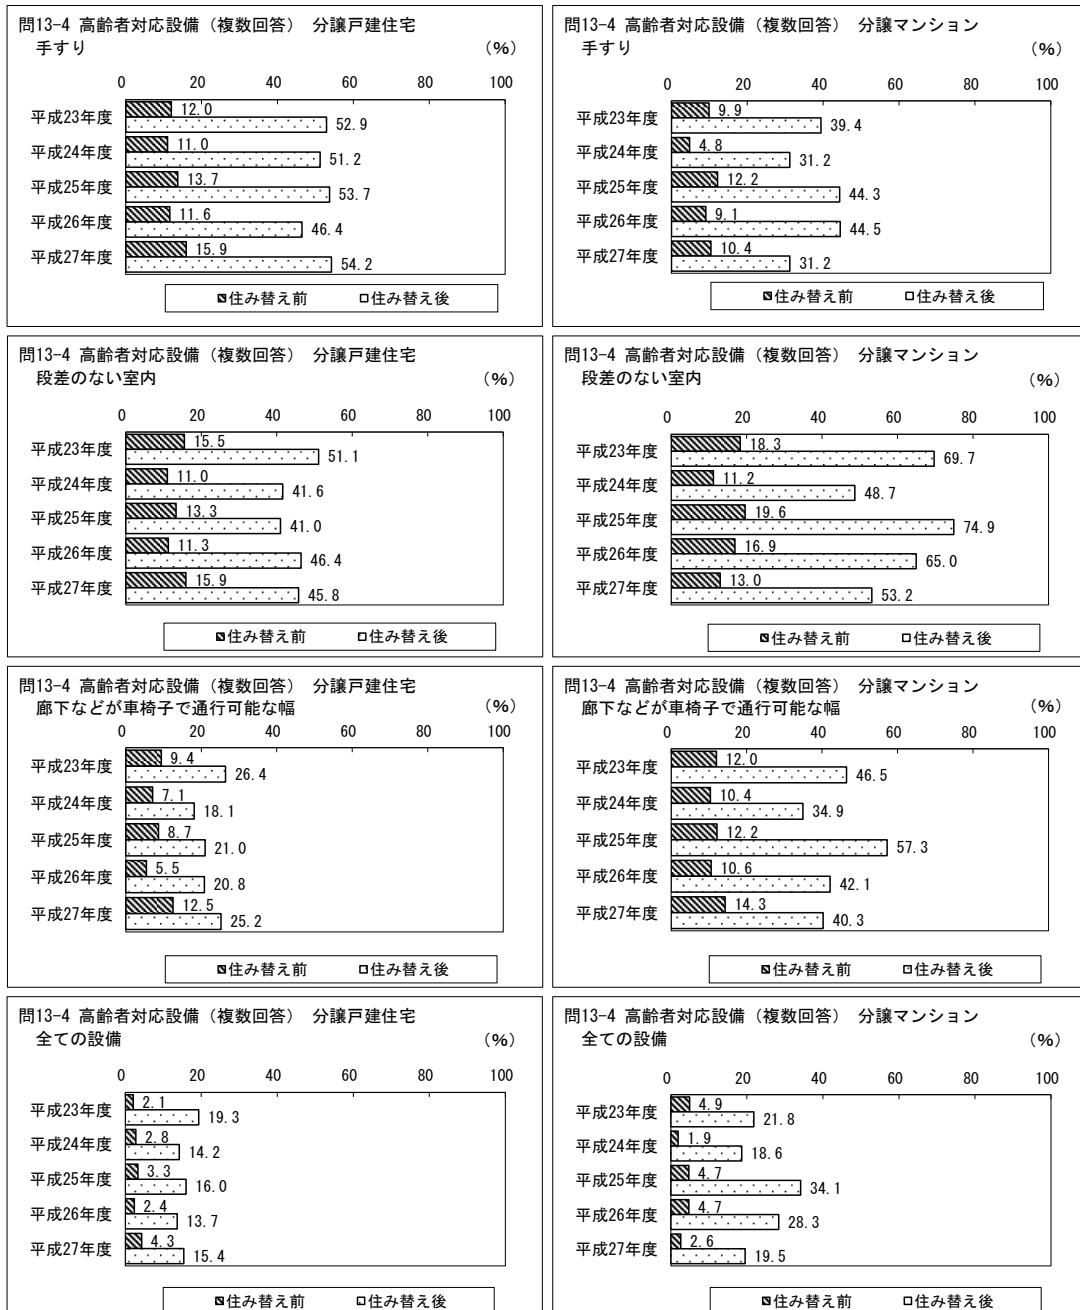 問13-4 高齢者対応設備（複数回答） 分譲戸建住宅
手すり (%)
0 20 40 60 80 100
平成23年度 12.0 52.9
平成24年度 11.0 51.2
平成25年度 13.7 53.7
平成26年度 11.6 46.4
平成27年度 15.9 54.2
住み替え前 住み替え後
問13-4 高齢者対応設備（複数回答） 分譲マンション
手すり (%)
0 20 40 60 80 100
平成23年度 9.9 39.4
平成24年度 4.8 31.2
平成25年度 12.2 44.3
平成26年度 9.1 44.5
平成27年度 10.4 31.2
住み替え前 住み替え後
問13-4 高齢者対応設備（複数回答） 分譲戸建住宅
段差のない室内 (%)
0 20 40 60 80 100
平成23年度 15.5 51.1
平成24年度 11.0 41.6
平成25年度 13.3 41.0
平成26年度 11.3 46.4
平成27年度 15.9 45.8
住み替え前 住み替え後
問13-4 高齢者対応設備（複数回答） 分譲マンション
段差のない室内 (%)
0 20 40 60 80 100
平成23年度 18.3 69.7
平成24年度 11.2 48.7
平成25年度 19.6 74.9
平成26年度 16.9 65.0
平成27年度 13.0 53.2
住み替え前 住み替え後
問13-4 高齢者対応設備（複数回答） 分譲戸建住宅
廊下などが車椅子で通行可能な幅 (%)
0 20 40 60 80 100
平成23年度 9.4 26.4
平成24年度 7.1 18.1
平成25年度 8.7 21.0
平成26年度 5.5 20.8
平成27年度 12.5 25.2
住み替え前 住み替え後
問13-4 高齢者対応設備（複数回答） 分譲マンション
廊下などが車椅子で通行可能な幅 (%)
0 20 40 60 80 100
平成23年度 12.0 46.5
平成24年度 10.4 34.9
平成25年度 12.2 57.3
平成26年度 10.6 42.1
平成27年度 14.3 40.3
住み替え前 住み替え後
問13-4 高齢者対応設備（複数回答） 分譲戸建住宅
全ての設備 (%)
0 20 40 60 80 100
平成23年度 2.1 19.3
平成24年度 2.8 14.2
平成25年度 3.3 16.0
平成26年度 2.4 13.7
平成27年度 4.3 15.4
住み替え前 住み替え後
問13-4 高齢者対応設備（複数回答） 分譲マンション
全ての設備 (%)
0 20 40 60 80 100
平成23年度 4.9 21.8
平成24年度 1.9 18.6
平成25年度 4.7 34.1
平成26年度 4.7 28.3
平成27年度 2.6 19.5
住み替え前 住み替え後